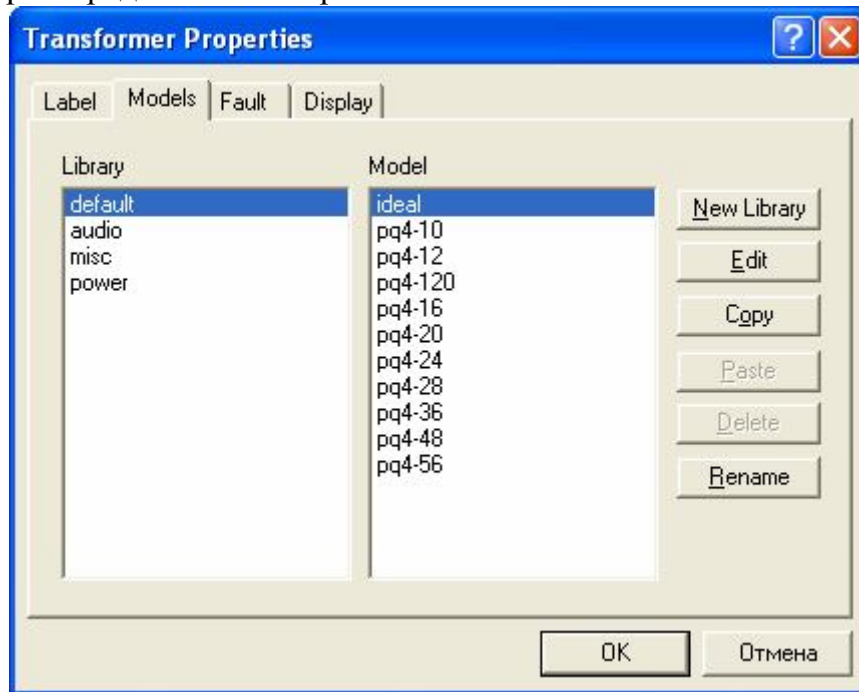 Transformer Properties
Label Models Fault Display
Library Model
default
audio
misc
power
ideal
pq4-10
pq4-12
pq4-120
pq4-16
pq4-20
pq4-24
pq4-28
pq4-36
pq4-48
pq4-56
New Library
Edit
Copy
Paste
Delete
Rename
OK Отмена